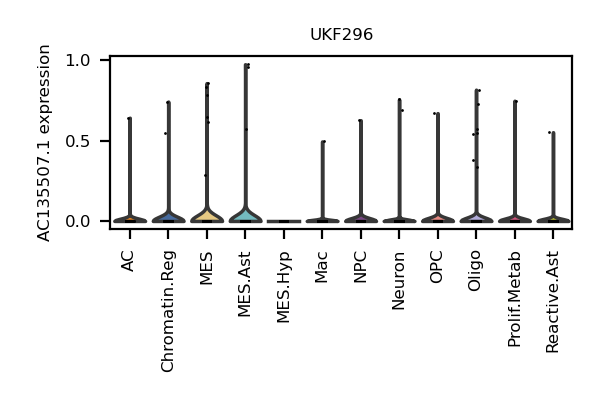 UKF296
AC135507.1 expression
1.0
0.5
0.0
AC
Chromatin.Reg
MES
MES.Ast
MES.Hyp
Mac
NPC
Neuron
OPC
Oligo
Prolif.Metab
Reactive.Ast